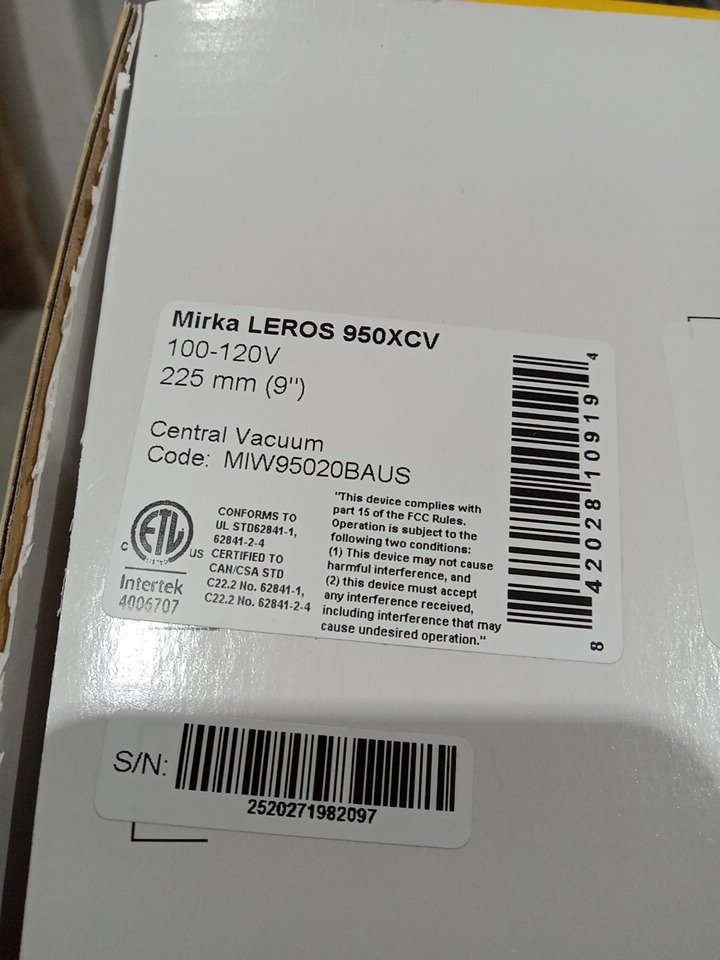 Mirka LEROS 950XCV
100-120V
225 mm (9")
Central Vacuum
Code: MIW95020BAUS
ETL
C
US
Intertek
4006707
CONFORMS TO
UL STD62841-1,
62841-2-4
CERTIFIED TO
CAN/CSA STD
C22.2 No. 62841-1,
C22.2 No. 62841-2-4
"This device complies with
part 15 of the FCC Rules.
Operation is subject to the
following two conditions:
(1) This device may not cause
harmful interference, and
(2) this device must accept
any interference received,
including interference that may
cause undesired operation."
8 42028 10919 4
S/N:
2520271982097